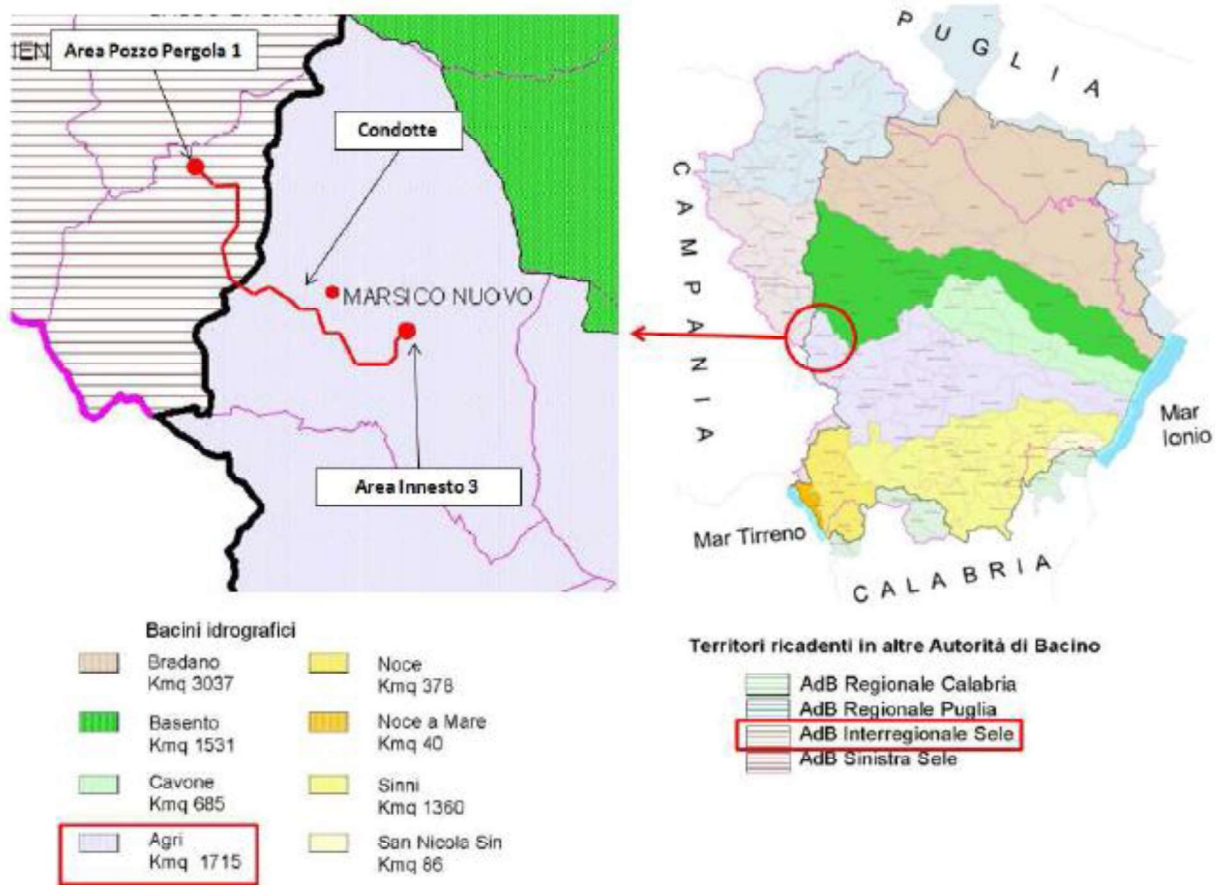 Area Pozzo Pergola 1
Condotte
MARSICO NUOVO
Area Innesto 3
PUGLIA
CAMPANIA
Mar
Ionio
Mar Tirreno
CALABRIA
Bacini idrografici
Bradano
Kmq 3037
Basento
Kmq 1531
Cavone
Kmq 685
Agri
Kmq 1715
Noce
Kmq 378
Noce a Mare
Kmq 40
Sinni
Kmq 1360
San Nicola Sin
Kmq 86
Territori ricadenti in altre Autorità di Bacino
AdB Regionale Calabria
AdB Regionale Puglia
AdB Interregionale Sele
AdB Sinistra Sele